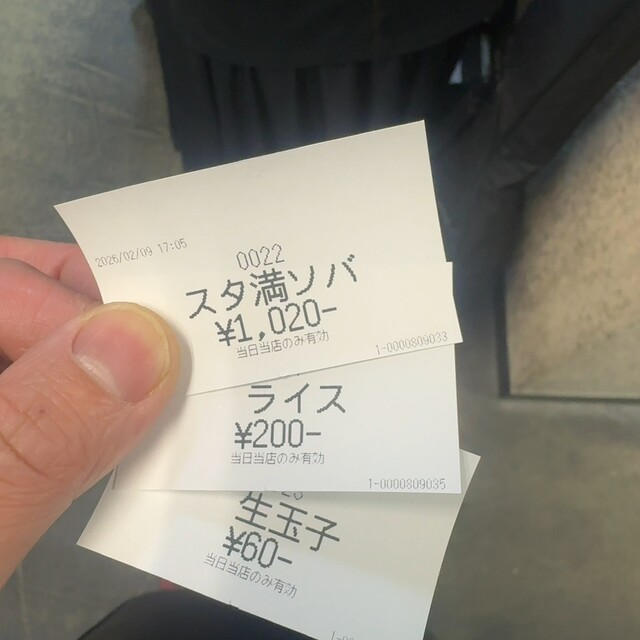 2026/02/09 17:05
0022
スタ満ソバ
¥1,020-
当日当店のみ有効
1-0000809033
ライス
¥200-
当日当店のみ有効
1-0000809035
生玉子
¥60-
当日当店のみ有効